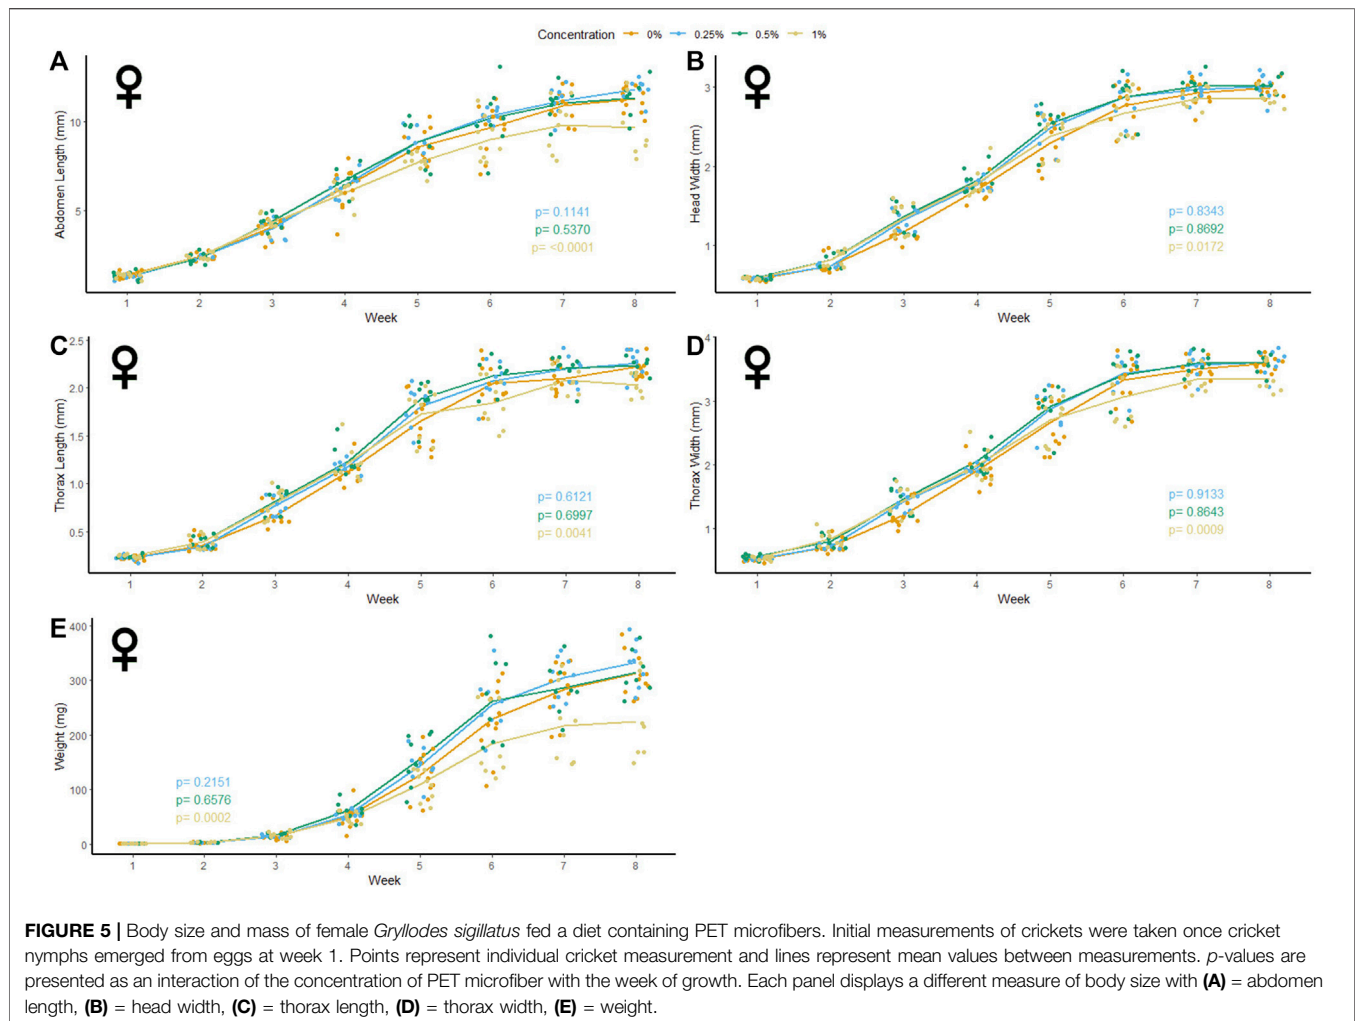 Concentration 0% 0.25% 0.5% 1%
A
♀
Abdomen Length (mm)
10
5
p= 0.1141
p= 0.5370
p= <0.0001
1 2 3 4 5 6 7 8
Week
B
♀
Head Width (mm)
3
2
1
p= 0.8343
p= 0.8692
p= 0.0172
1 2 3 4 5 6 7 8
Week
C
♀
Thorax Length (mm)
2.5
2.0
1.5
1.0
0.5
p= 0.6121
p= 0.6997
p= 0.0041
1 2 3 4 5 6 7 8
Week
D
♀
Thorax Width (mm)
4
3
2
1
p= 0.9133
p= 0.8643
p= 0.0009
1 2 3 4 5 6 7 8
Week
E
♀
Weight (mg)
400
300
200
100
0
p= 0.2151
p= 0.6576
p= 0.0002
1 2 3 4 5 6 7 8
Week
FIGURE 5 | Body size and mass of female Gryllodes sigillatus fed a diet containing PET microfibers. Initial measurements of crickets were taken once cricket
nymphs emerged from eggs at week 1. Points represent individual cricket measurement and lines represent mean values between measurements. p-values are
presented as an interaction of the concentration of PET microfiber with the week of growth. Each panel displays a different measure of body size with (A) = abdomen
length, (B) = head width, (C) = thorax length, (D) = thorax width, (E) = weight.